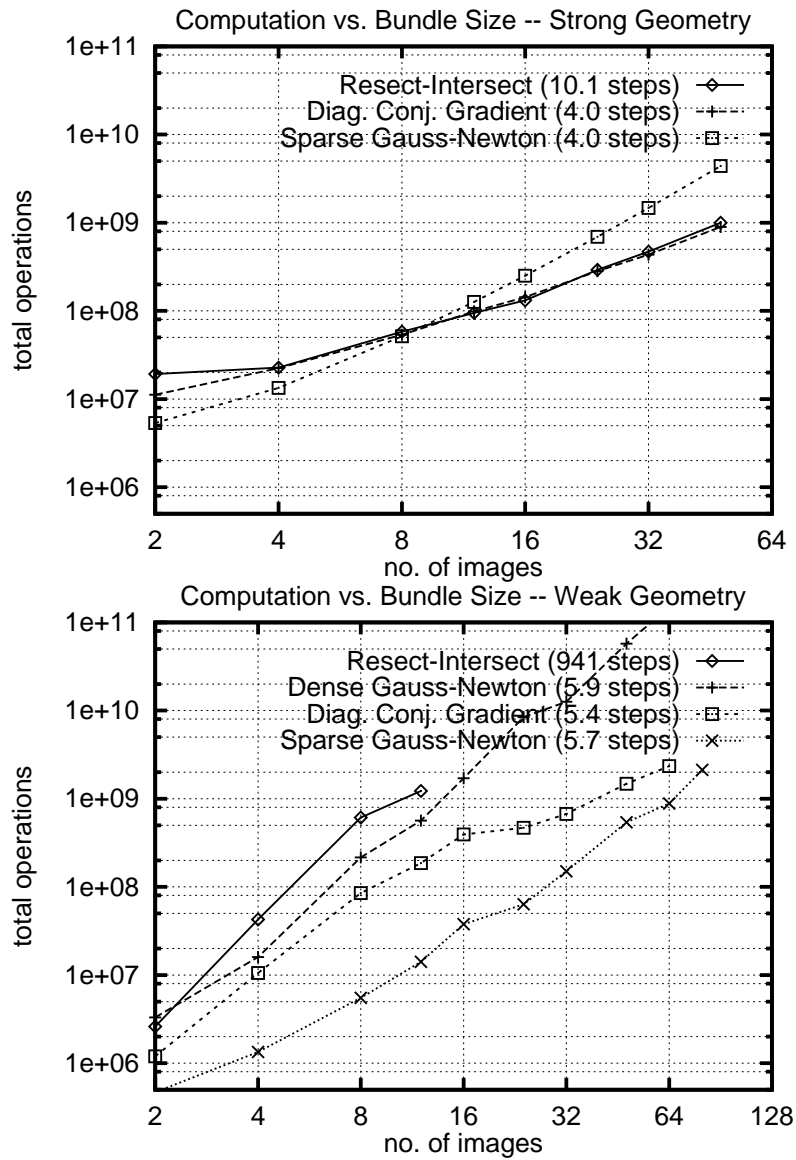 Computation vs. Bundle Size -- Strong Geometry
1e+11
1e+10
1e+09
1e+08
1e+07
1e+06
total operations
Resect-Intersect (10.1 steps)
Diag. Conj. Gradient (4.0 steps)
Sparse Gauss-Newton (4.0 steps)
2 4 8 16 32 64
no. of images
Computation vs. Bundle Size -- Weak Geometry
1e+11
1e+10
1e+09
1e+08
1e+07
1e+06
total operations
Resect-Intersect (941 steps)
Dense Gauss-Newton (5.9 steps)
Diag. Conj. Gradient (5.4 steps)
Sparse Gauss-Newton (5.7 steps)
2 4 8 16 32 64 128
no. of images